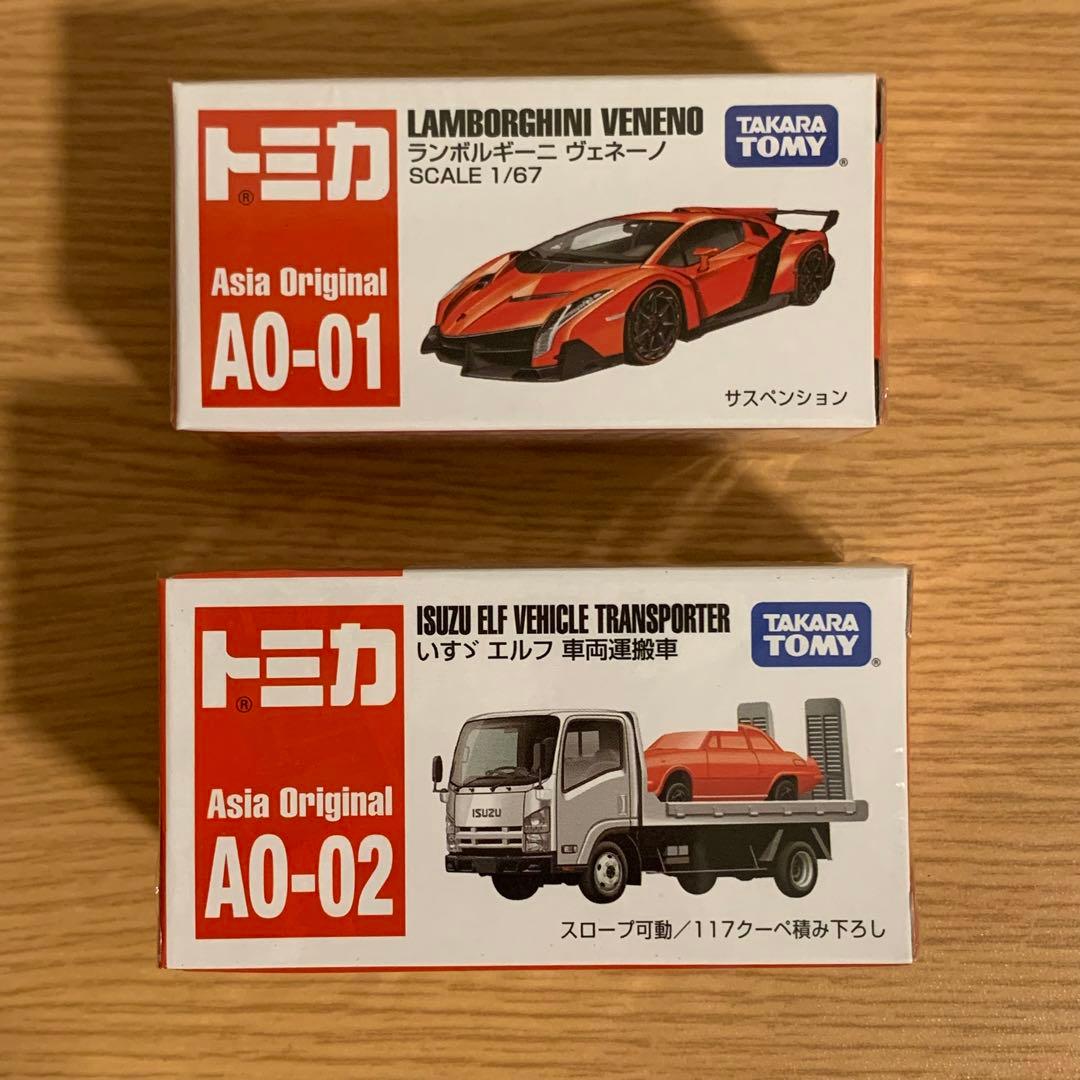 トミカ
®
Asia Original
AO-01
LAMBORGHINI VENENO
ランボルギーニ ヴェネーノ
SCALE 1/67
TAKARA
TOMY
®
サスペンション
トミカ
®
Asia Original
AO-02
ISUZU ELF VEHICLE TRANSPORTER
いすゞ エルフ 車両運搬車
TAKARA
TOMY
®
ISUZU
スロープ可動/117クーペ積み下ろし